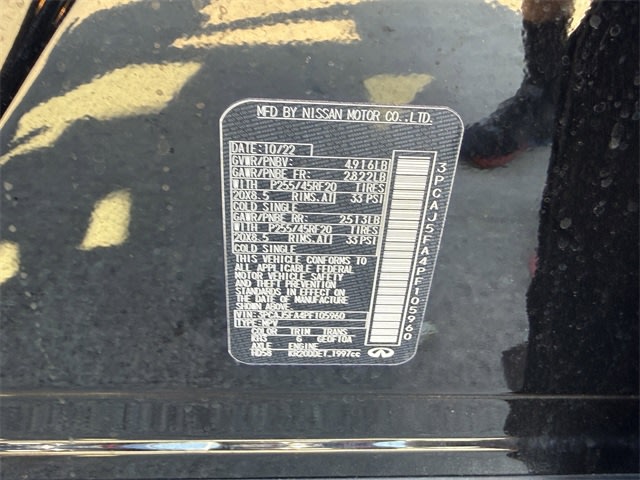 MFD BY NISSAN MOTOR CO.,LTD.
DATE: 10/22
GVWR/PNBV: 4916LB
GAWR/PNBE FR: 2822LB
WITH P255/45RF20 TIRES
20X8.5 RIMS,AT 33 PSI
COLD SINGLE
GAWR/PNBE RR: 2513LB
WITH P255/45RF20 TIRES
20X8.5 RIMS,AT 33 PSI
COLD SINGLE
THIS VEHICLE CONFORMS TO
ALL APPLICABLE FEDERAL
MOTOR VEHICLE SAFETY
AND THEFT PREVENTION
STANDARDS IN EFFECT ON
THE DATE OF MANUFACTURE
SHOWN ABOVE.
VIN: 3PCAJ5FA4PF105960
TYPE: MPV
COLOR TRIM TRANS
KH3 G GE0F10A
AXLE ENGINE
HD58 KR20DDET 1997cc
3PCAJ5FA4PF105960